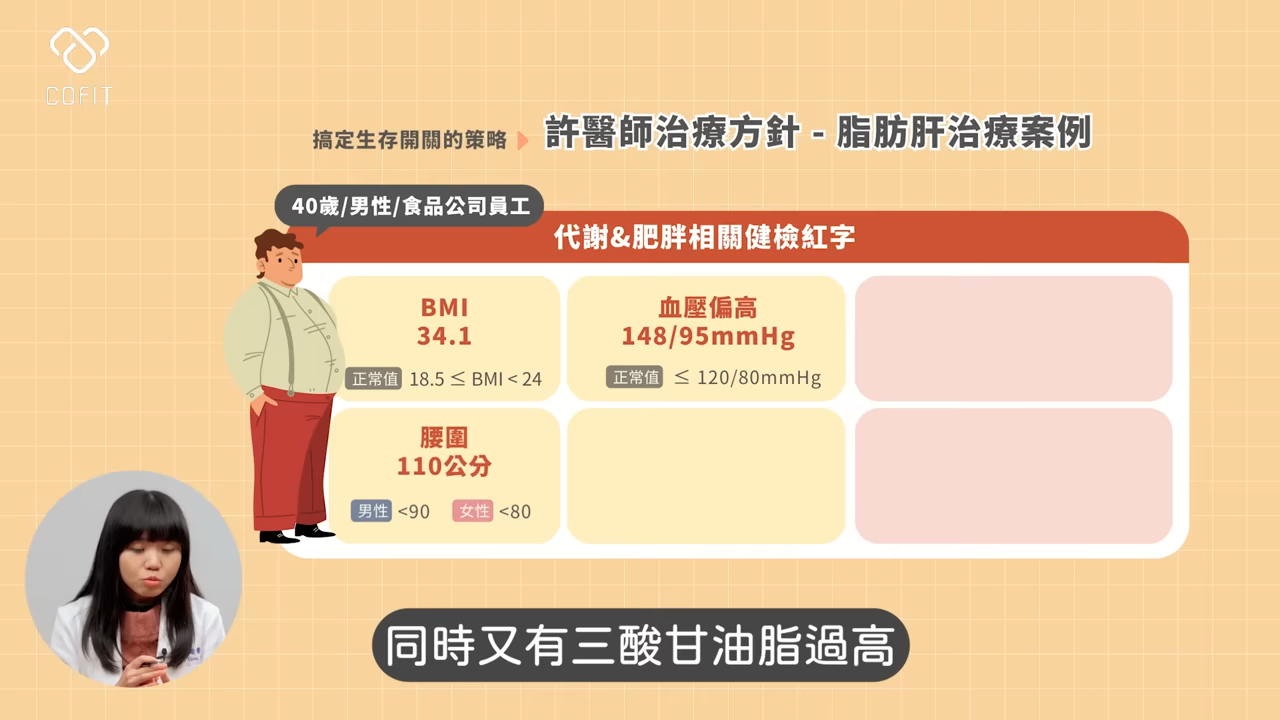 COFIT
搞定生存開關的策略
許醫師治療方針 - 脂肪肝治療案例
40歲/男性/食品公司員工
代謝&肥胖相關健檢紅字
BMI
34.1
正常值 18.5 ≤ BMI < 24
血壓偏高
148/95mmHg
正常值 ≤ 120/80mmHg
腰圍
110公分
男性 <90 女性 <80
同時又有三酸甘油脂過高